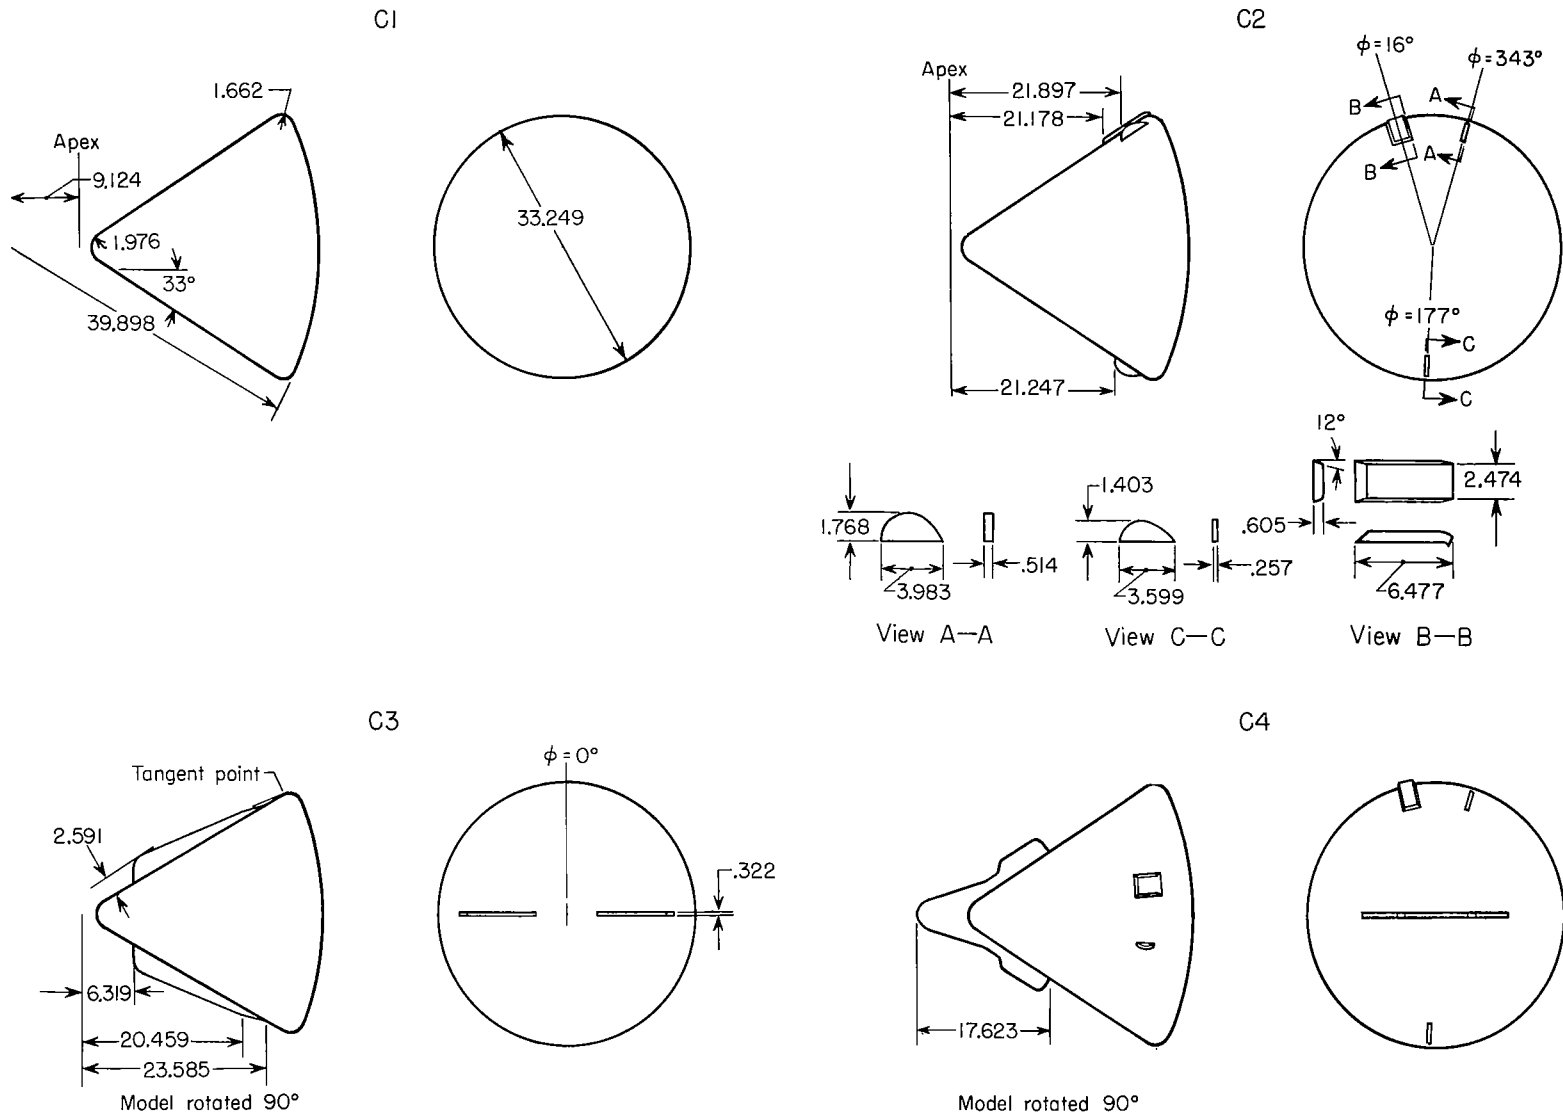 C1
1.662
Apex
9.124
1.976
33°
39.898
33.249
C2
Apex
21.897
21.178
21.247
ϕ=16°
ϕ=343°
B
A
B
A
ϕ=177°
C
C
1.768
3.983
.514
View A—A
1.403
3.599
.257
View C—C
12°
2.474
.605
6.477
View B—B
C3
Tangent point
2.591
6.319
20.459
23.585
Model rotated 90°
ϕ=0°
.322
C4
17.623
Model rotated 90°